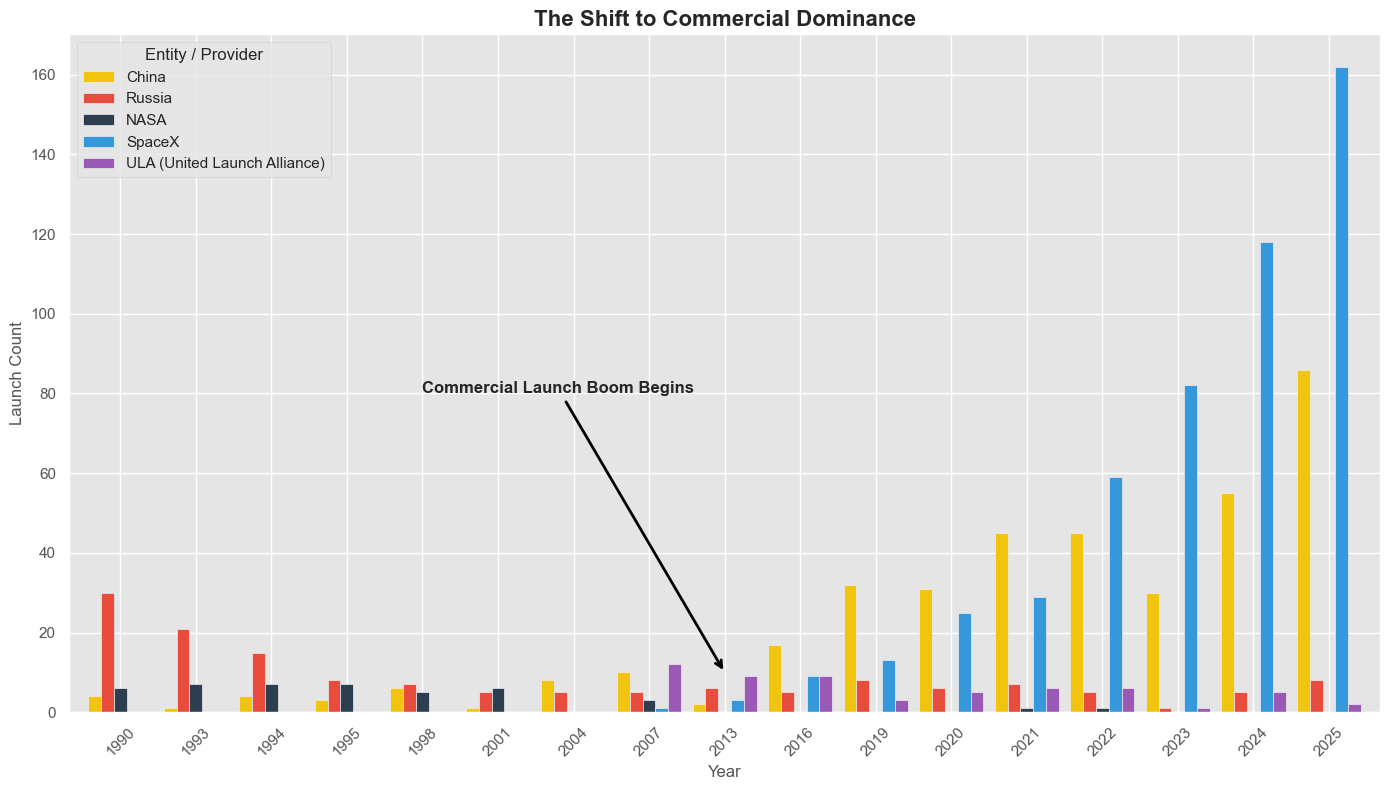 The Shift to Commercial Dominance
Entity / Provider
China
Russia
NASA
SpaceX
ULA (United Launch Alliance)
Launch Count
160
140
120
100
80
60
40
20
0
Commercial Launch Boom Begins
1990
1993
1994
1995
1998
2001
2004
2007
2013
2016
2019
2020
2021
2022
2023
2024
2025
Year